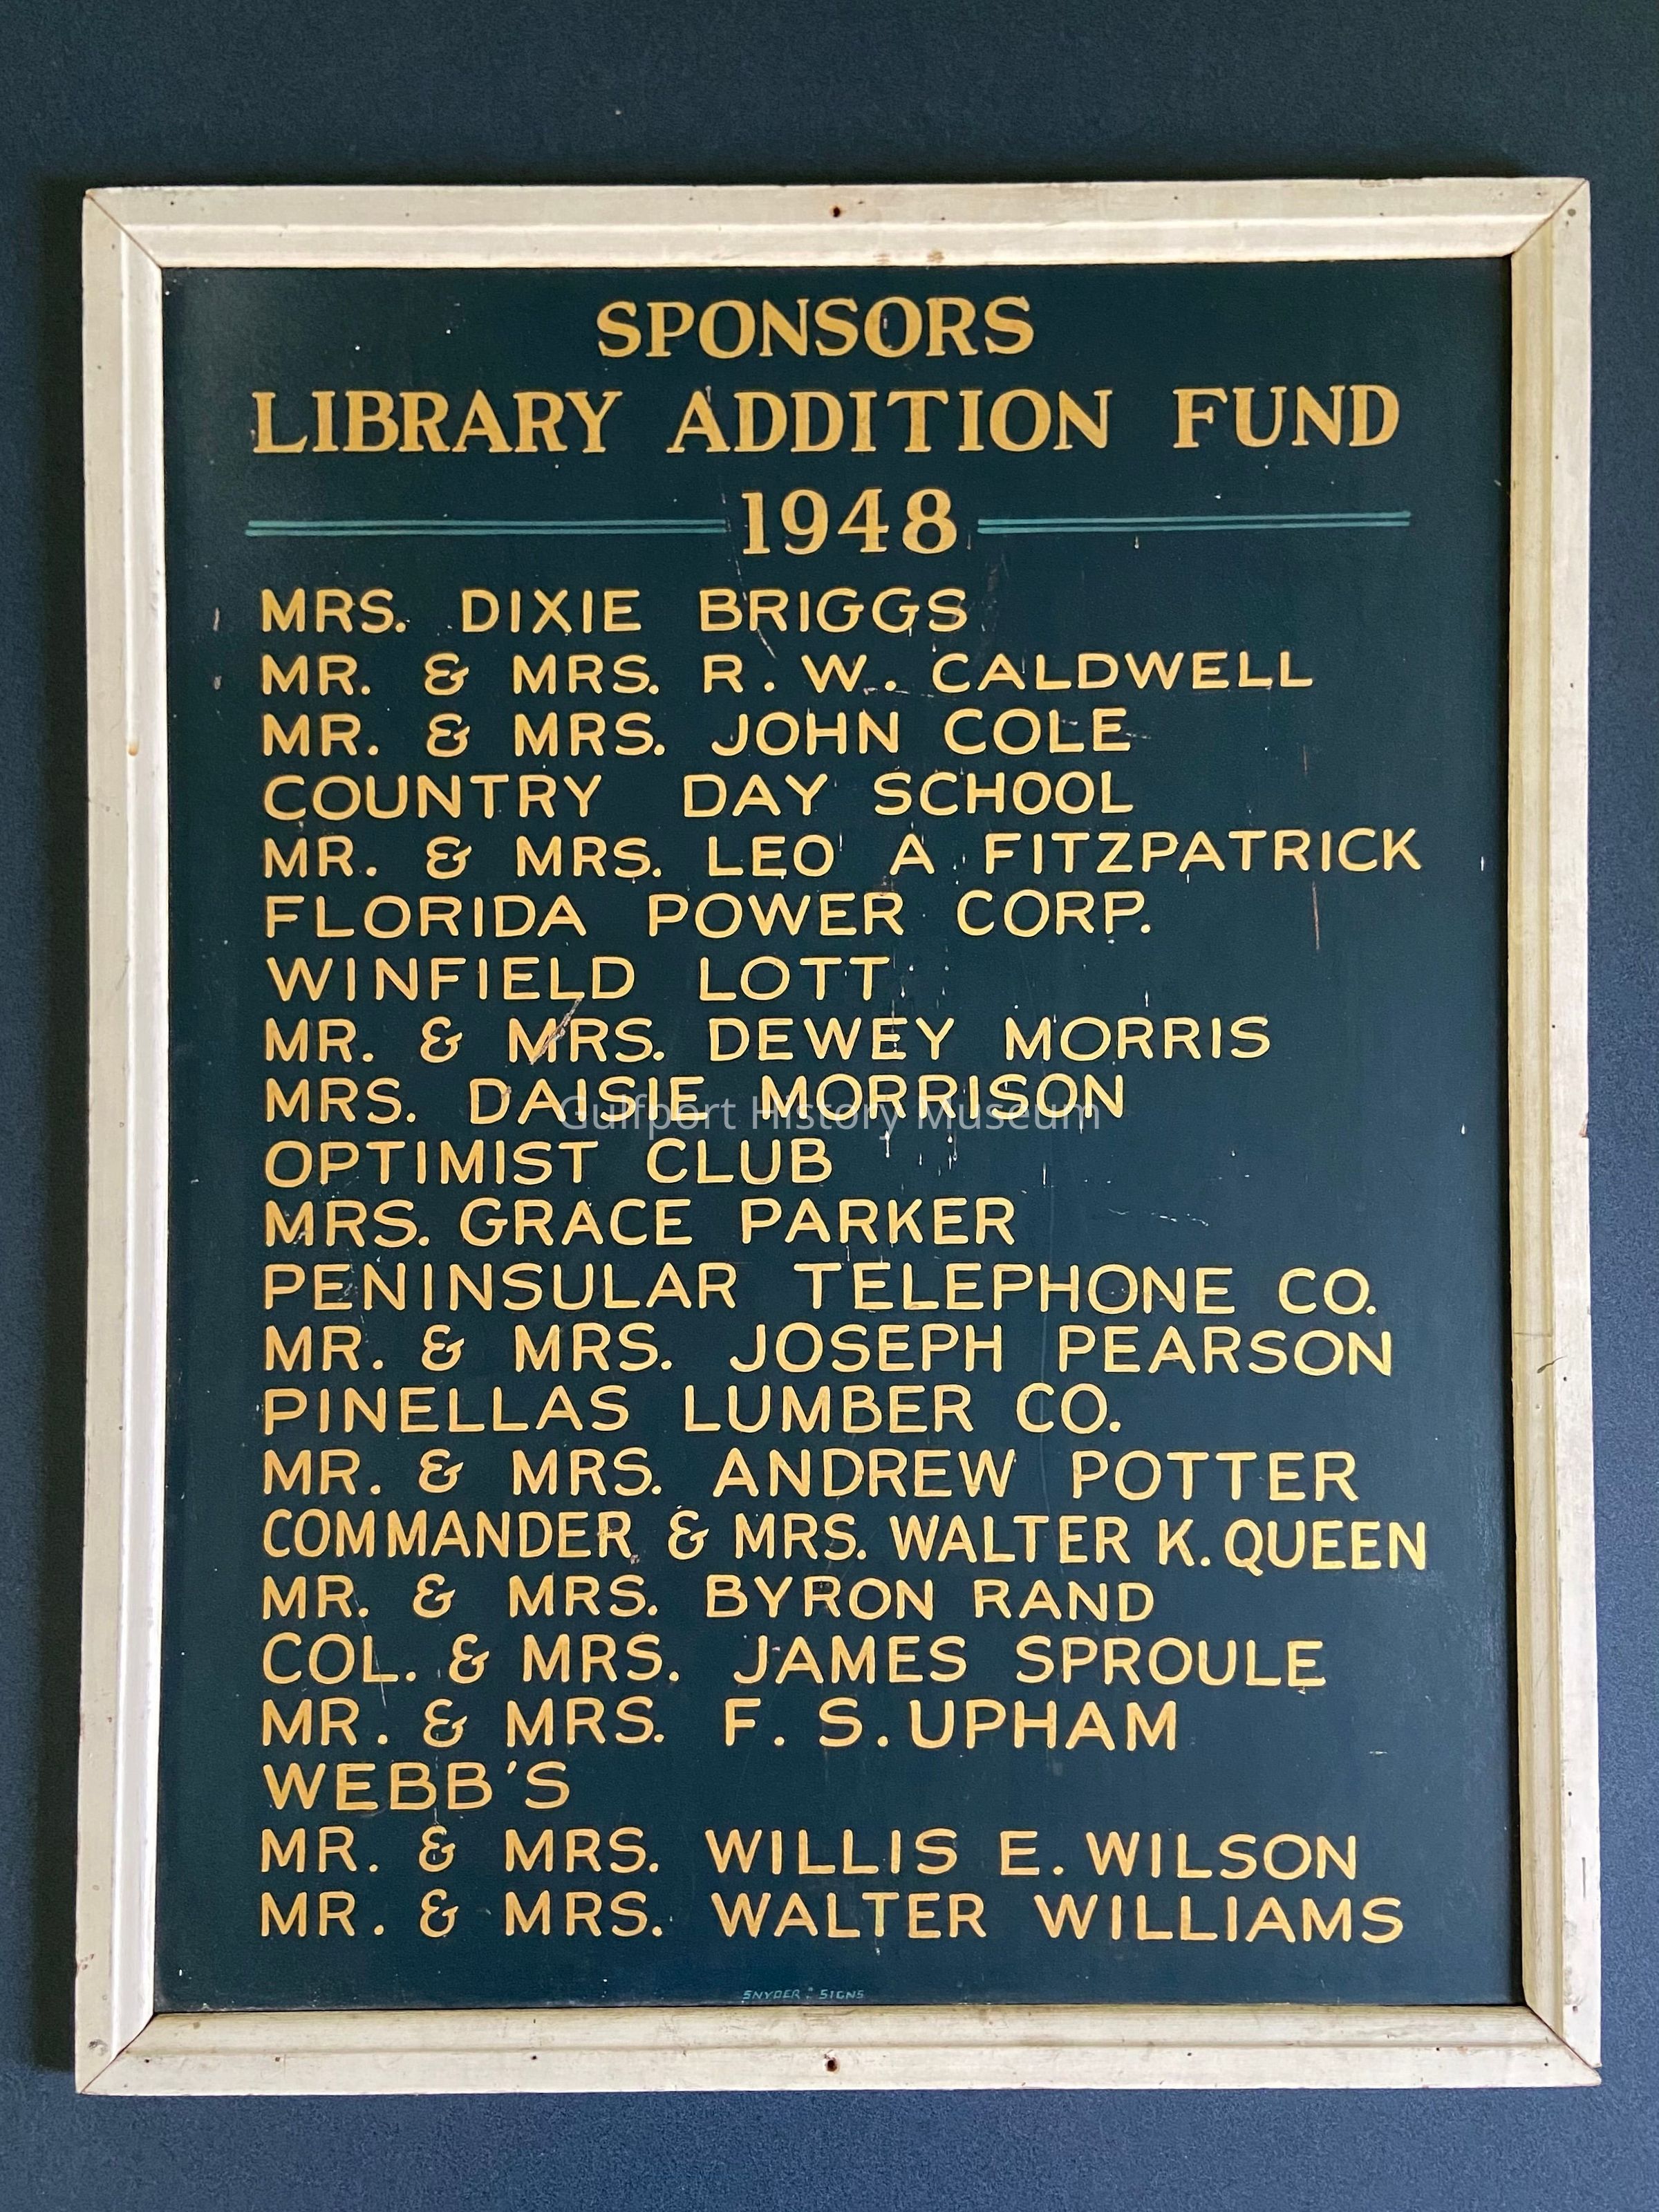 SPONSORS
LIBRARY ADDITION FUND
1948
MRS. DIXIE BRIGGS
MR. & MRS. R. W. CALDWELL
MR. & MRS. JOHN COLE
COUNTRY DAY SCHOOL
MR. & MRS. LEO A FITZPATRICK
FLORIDA POWER CORP.
WINFIELD LOTT
MR. & MRS. DEWEY MORRIS
MRS. DAISIE MORRISON
Gulfport History Museum
OPTIMIST CLUB
MRS. GRACE PARKER
PENINSULAR TELEPHONE CO.
MR. & MRS. JOSEPH PEARSON
PINELLAS LUMBER CO.
MR. & MRS. ANDREW POTTER
COMMANDER & MRS. WALTER K. QUEEN
MR. & MRS. BYRON RAND
COL. & MRS. JAMES SPROULE
MR. & MRS. F. S. UPHAM
WEBB'S
MR. & MRS. WILLIS E. WILSON
MR. & MRS. WALTER WILLIAMS
SNYDER SIGNS